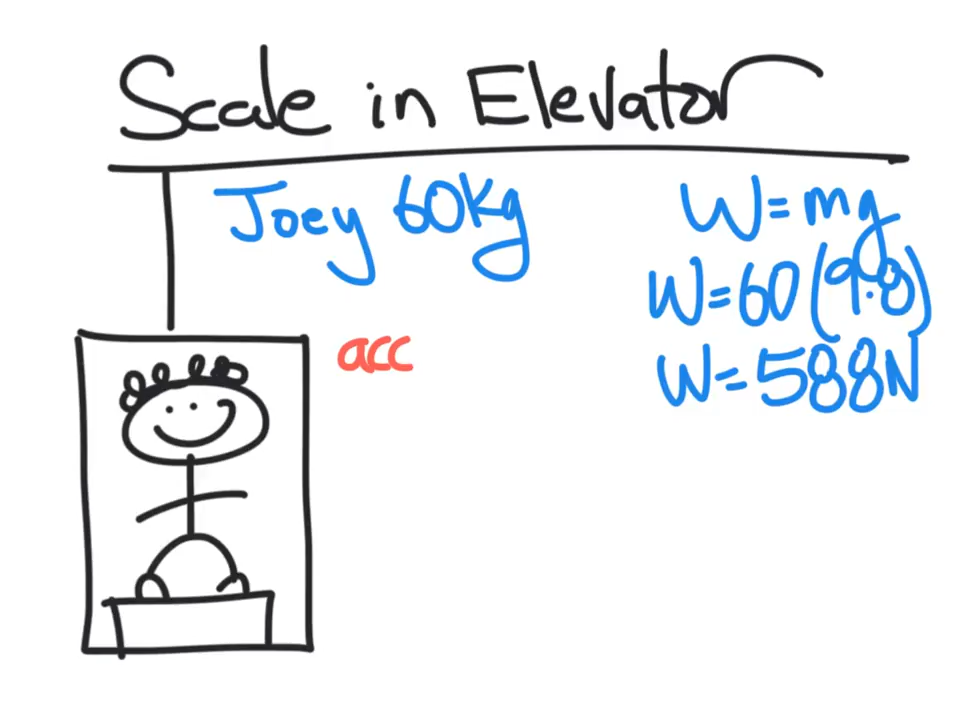 Scale in Elevator
Joey 60kg
W=mg
W=60(9.8)
W=588N
acc